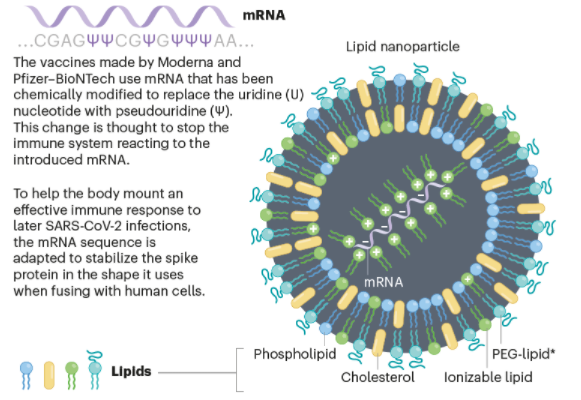 mRNA
...CGAGΨΨCGΨGΨΨΨAA...
The vaccines made by Moderna and
Pfizer–BioNTech use mRNA that has been
chemically modified to replace the uridine (U)
nucleotide with pseudouridine (Ψ).
This change is thought to stop the
immune system reacting to the
introduced mRNA.
To help the body mount an
effective immune response to
later SARS-CoV-2 infections,
the mRNA sequence is
adapted to stabilize the spike
protein in the shape it uses
when fusing with human cells.
Lipid nanoparticle
mRNA
Phospholipid
Cholesterol
Ionizable lipid
PEG-lipid*
Lipids